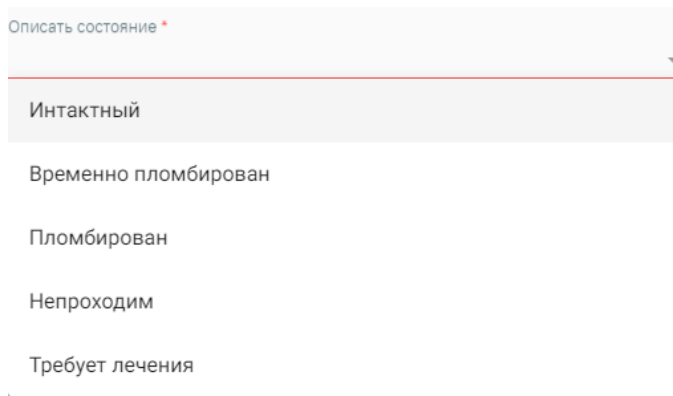 Описать состояние *
Интактный
Временно пломбирован
Пломбирован
Непроходим
Требует лечения